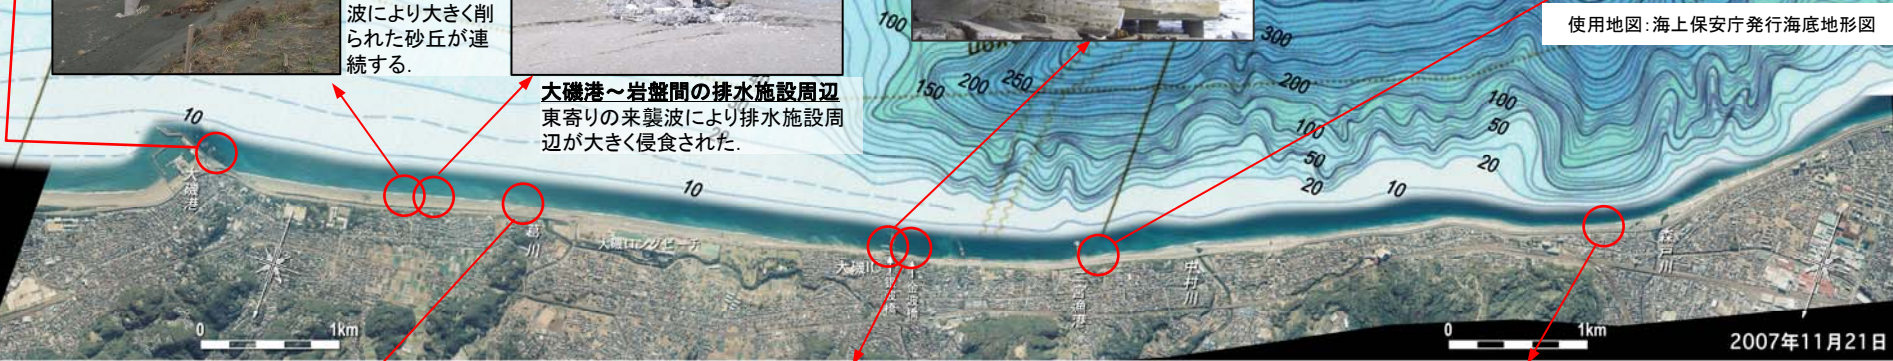 波により大きく削
られた砂丘が連
続する.
大磯港～岩盤間の排水施設周辺
東寄りの来襲波により排水施設周
辺が大きく侵食された.
使用地図：海上保安庁発行海底地形図
100
150
200
250
300
200
100
50
20
10
100
50
20
10
20
10
大磯港
葛川
大磯ロングビーチ
大磯IC
金波橋
二宮漁港
中村川
森戸川
0
1km
0
1km
2007年11月21日